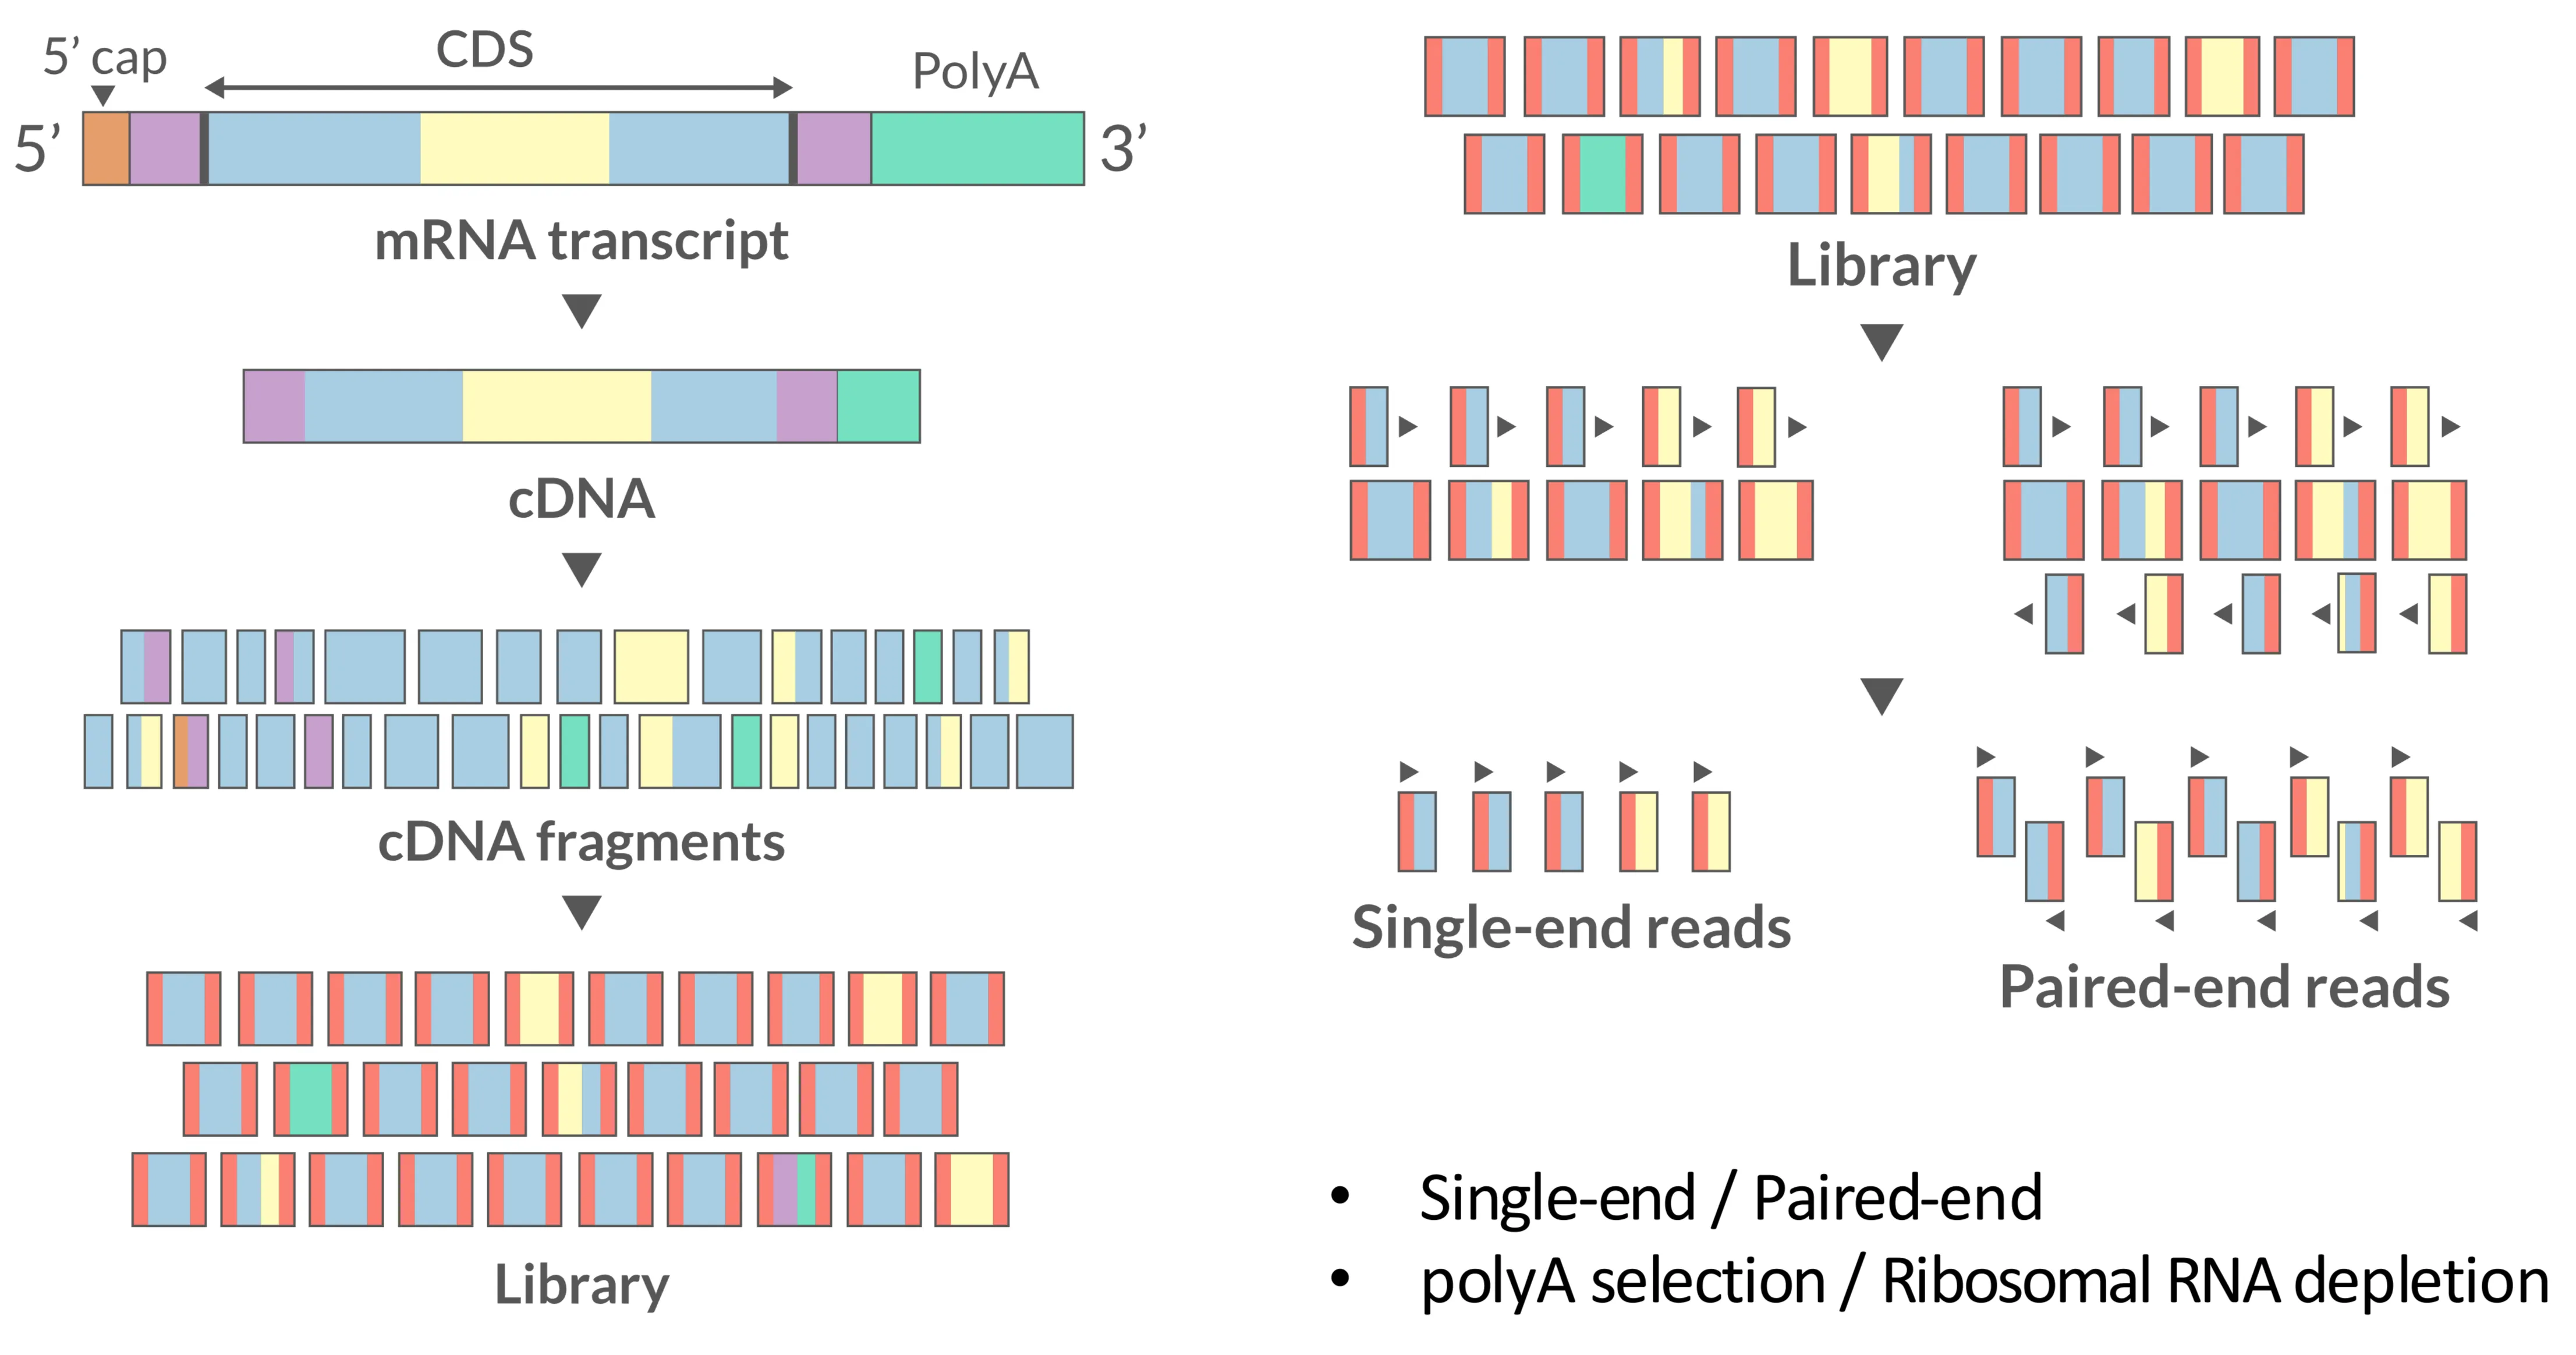 5’ cap
CDS
PolyA
5’
3’
mRNA transcript
cDNA
cDNA fragments
Library
Library
Single-end reads
Paired-end reads
• Single-end / Paired-end
• polyA selection / Ribosomal RNA depletion